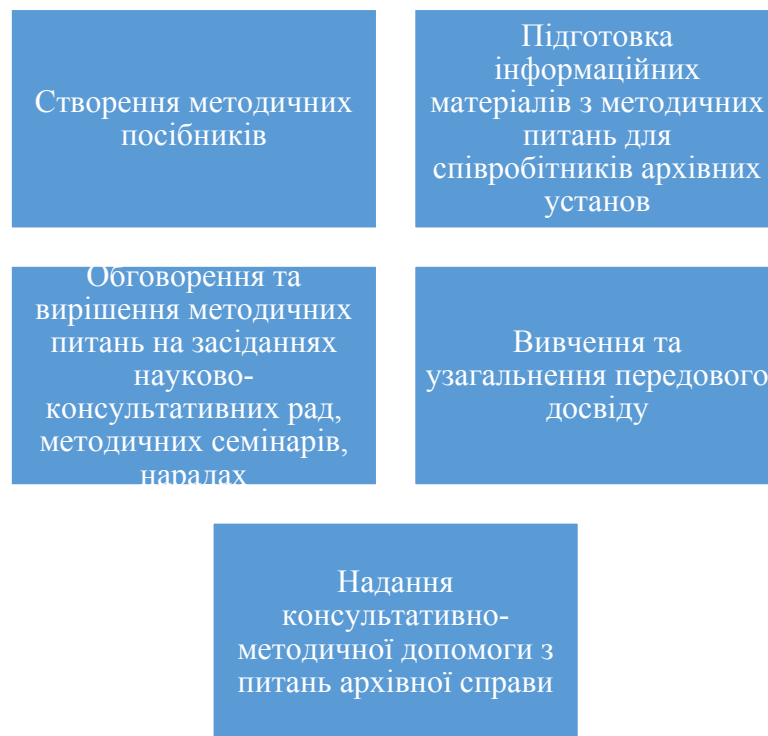 Створення методичних
посібників
Підготовка
інформаційних
матеріалів з методичних
питань для
співробітників архівних
установ
Обговорення та
вирішення методичних
питань на засіданнях
науково-
консультативних рад,
методичних семінарів,
нарадах
Вивчення та
узагальнення передового
досвіду
Надання
консультативно-
методичної допомоги з
питань архівної справи